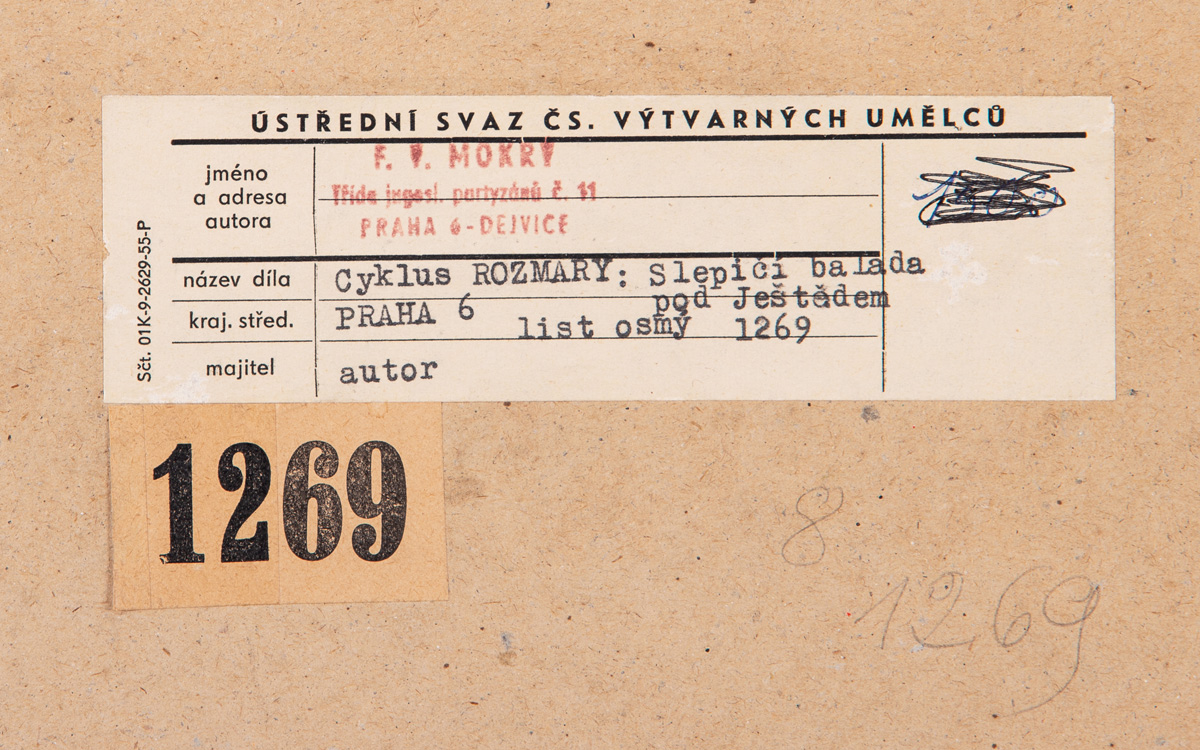 ÚSTŘEDNÍ SVAZ ČS. VÝTVARNÝCH UMĚLCŮ
jméno
a adresa
autora
F. V. MOKRÝ
Třída jugosl. partyzánů č. 11
PRAHA 6-DEJVICE
název díla
Cyklus ROZMARY: Slepičí balada
pod Ještědem
kraj. střed.
PRAHA 6
list osmý 1269
majitel
autor
Sčt. 01K-9-2629-55-P
1269
8
1269